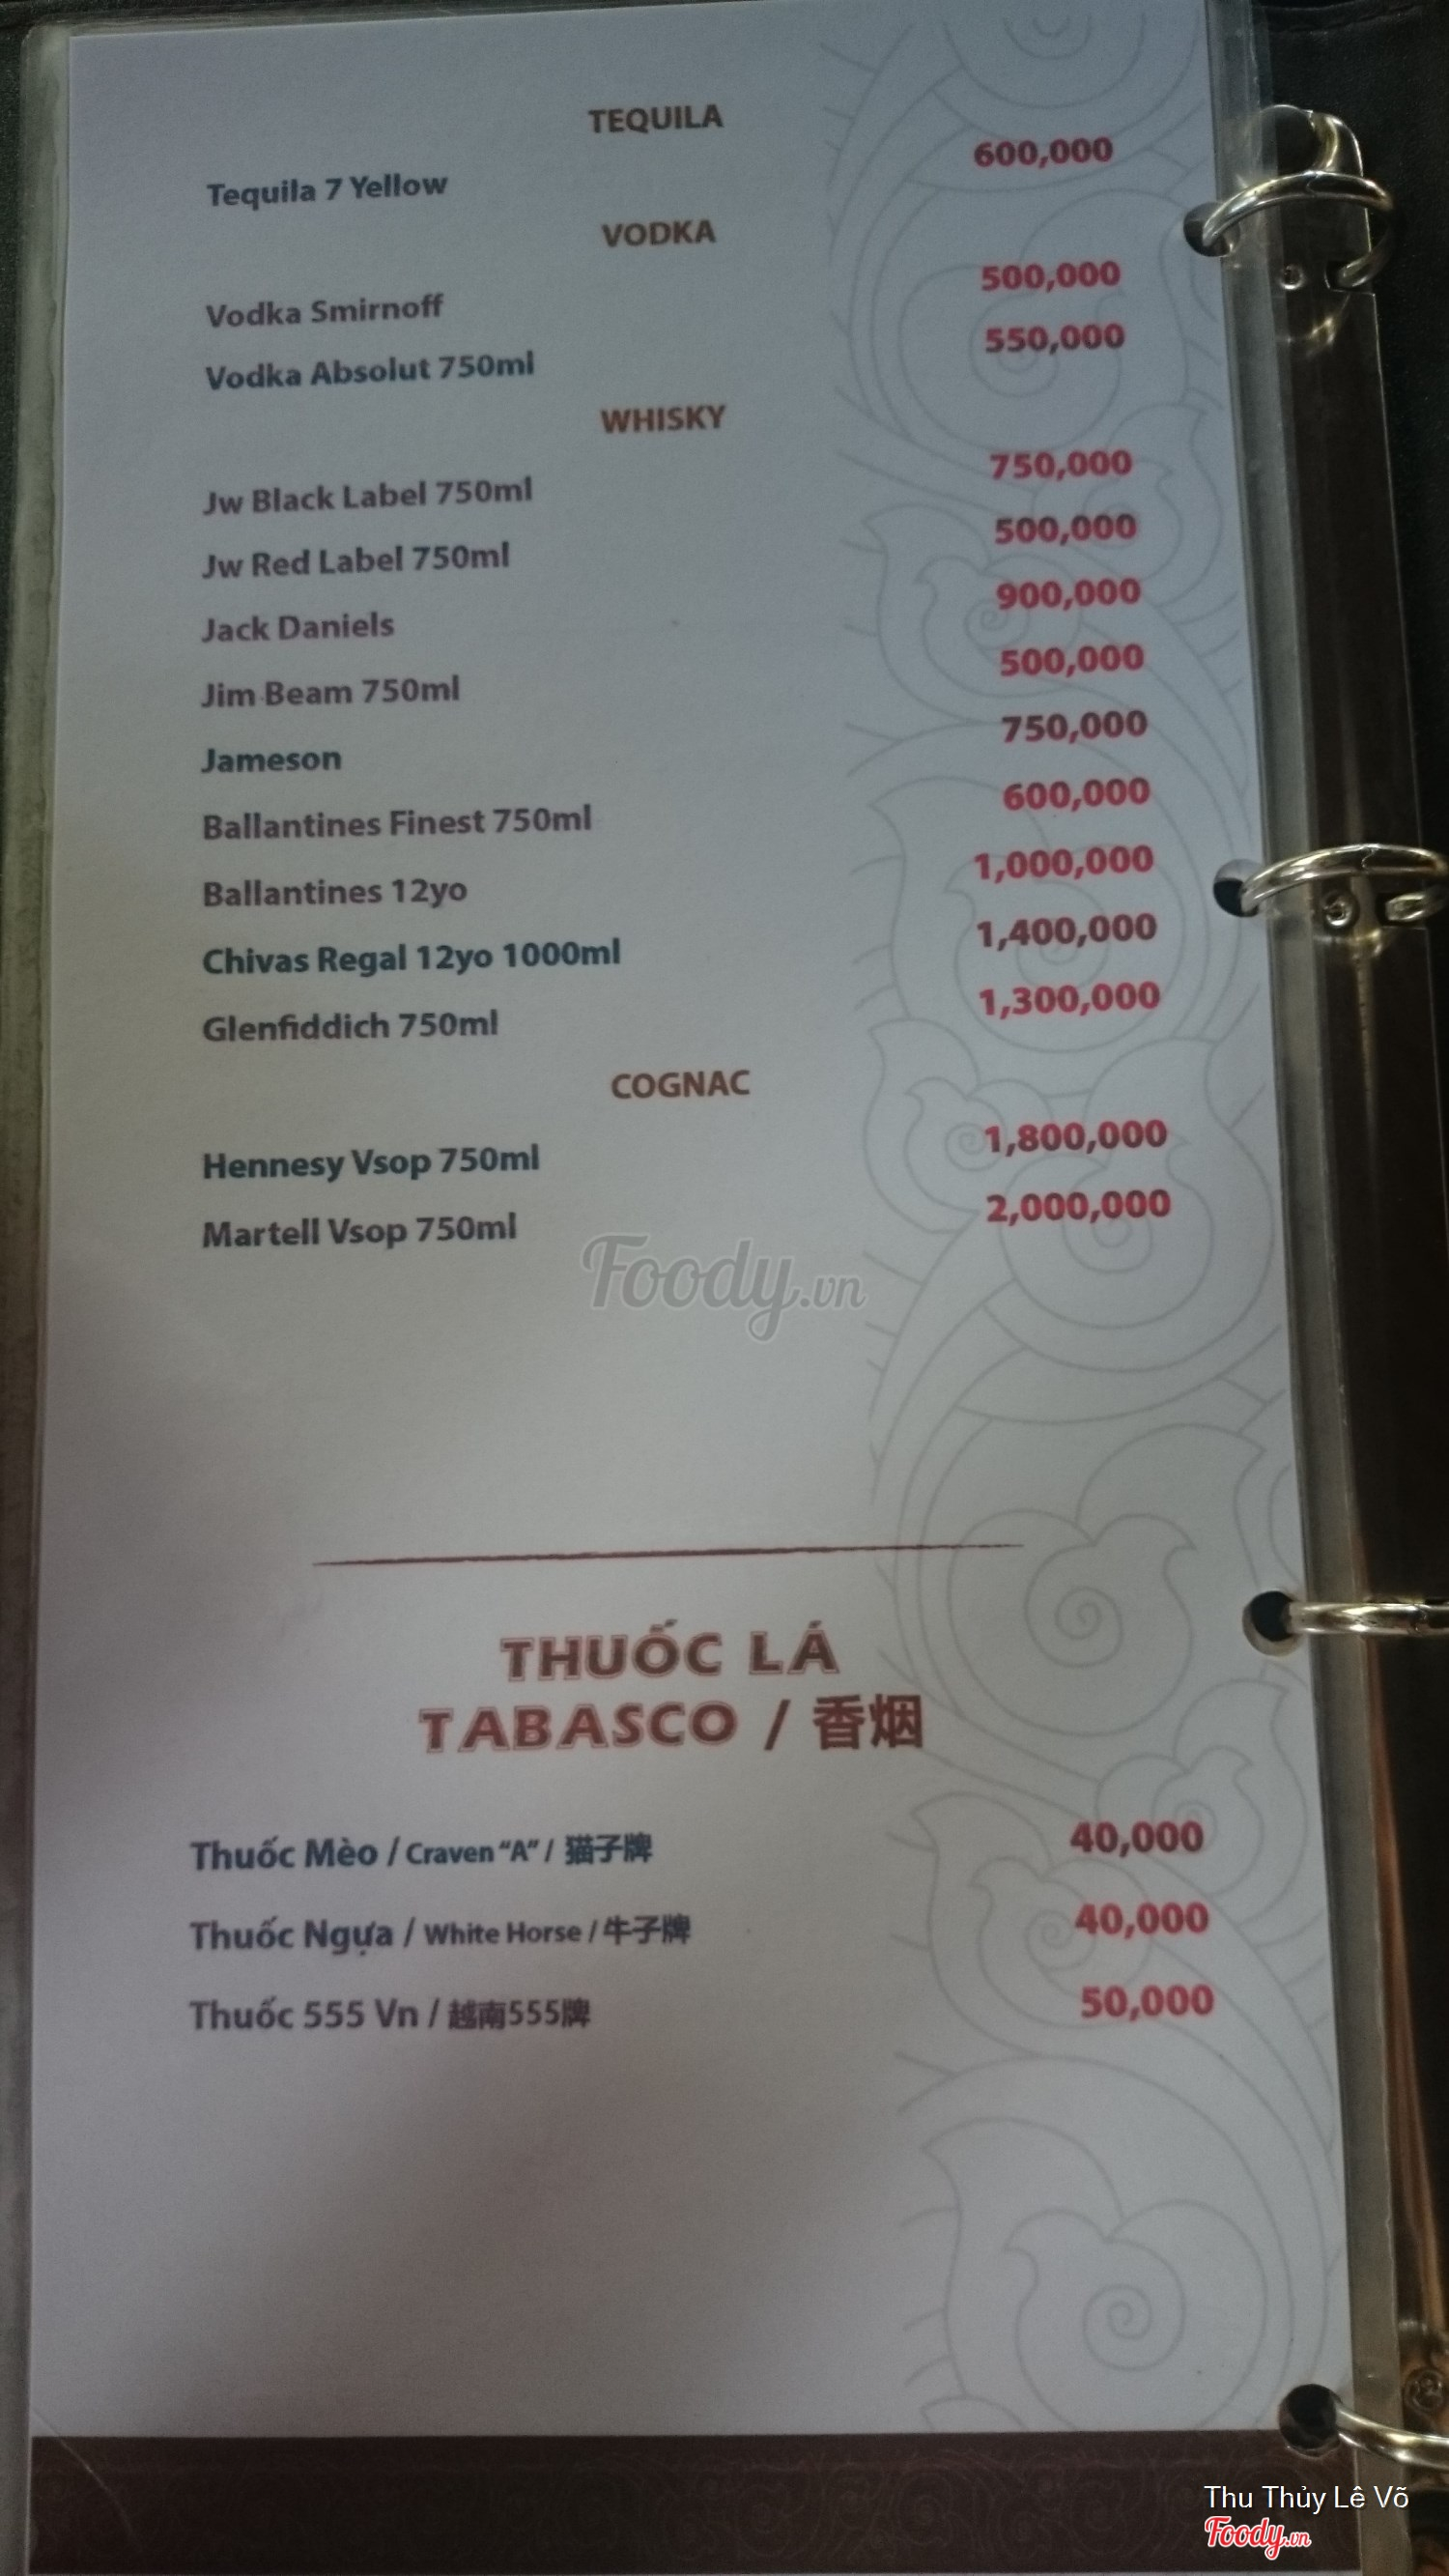 TEQUILA
Tequila 7 Yellow 600,000
VODKA
Vodka Smirnoff 500,000
Vodka Absolut 750ml 550,000
WHISKY
Jw Black Label 750ml 750,000
Jw Red Label 750ml 500,000
Jack Daniels 900,000
Jim Beam 750ml 500,000
Jameson 750,000
Ballantines Finest 750ml 600,000
Ballantines 12yo 1,000,000
Chivas Regal 12yo 1000ml 1,400,000
Glenfiddich 750ml 1,300,000
COGNAC
Hennesy Vsop 750ml 1,800,000
Martell Vsop 750ml 2,000,000
Foody.vn
THUỐC LÁ
TABASCO / 香烟
Thuốc Mèo / Craven “A” / 猫子牌 40,000
Thuốc Ngựa / White Horse / 牛子牌 40,000
Thuốc 555 Vn / 越南555牌 50,000
Thu Thủy Lê Võ
Foody.vn